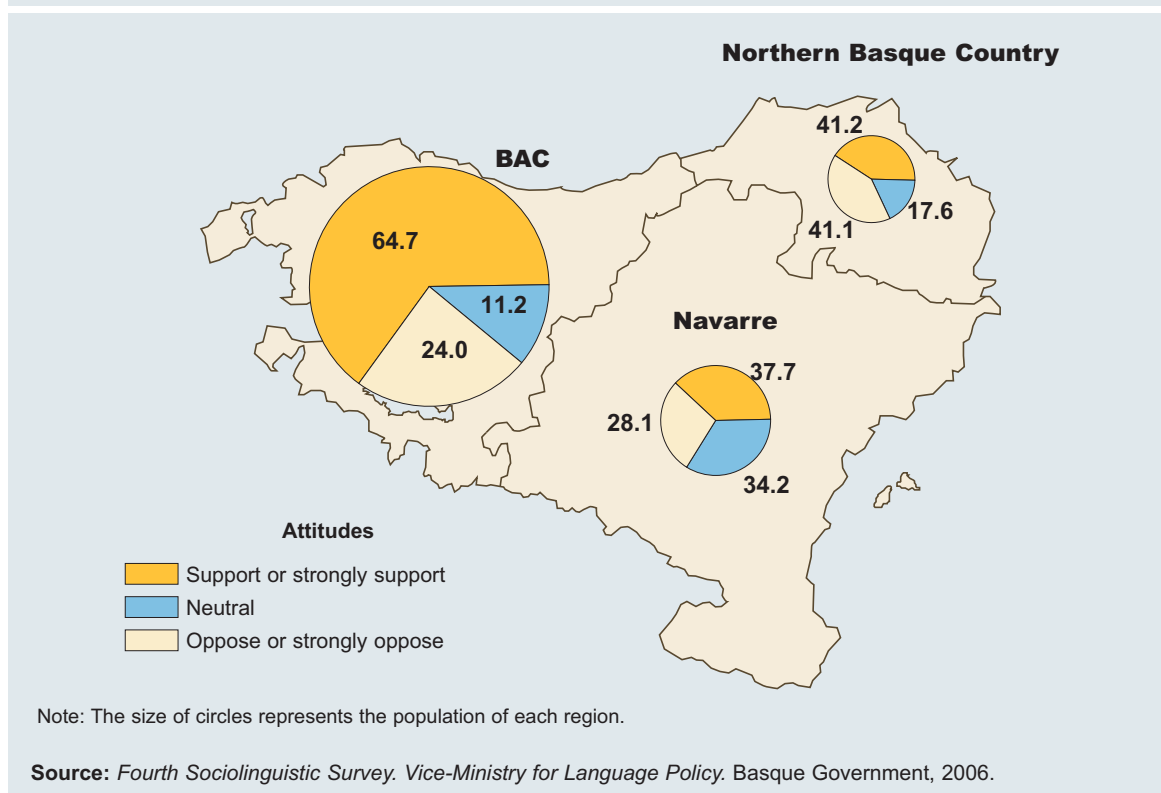 Northern Basque Country
41.2
17.6
41.1
BAC
64.7
11.2
24.0
Navarre
37.7
28.1
34.2
Attitudes
Support or strongly support
Neutral
Oppose or strongly oppose
Note: The size of circles represents the population of each region.
Source: Fourth Sociolinguistic Survey. Vice-Ministry for Language Policy. Basque Government, 2006.